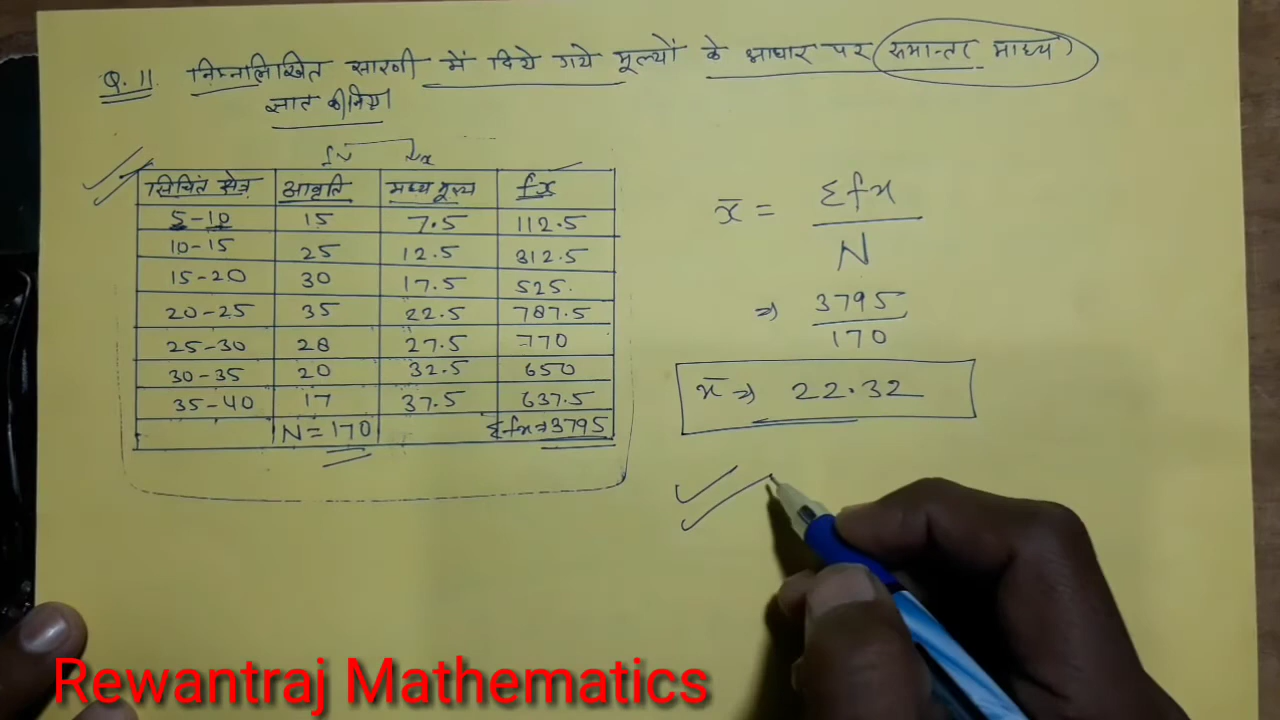 Q.11 निम्नलिखित सारणी में दिये गये मूल्यों के आधार पर समान्तर माध्य
ज्ञात कीजिए।
f x
सिंचित क्षेत्र आवृति मध्य मूल्य fx
5-10 15 7.5 112.5
10-15 25 12.5 312.5
15-20 30 17.5 525.
20-25 35 22.5 787.5
25-30 28 27.5 770
30-35 20 32.5 650
35-40 17 37.5 637.5
N = 170 Σfx ⇒ 3795
x̄ = Σfx / N
⇒ 3795 / 170
x̄ ⇒ 22.32
Rewantraj Mathematics